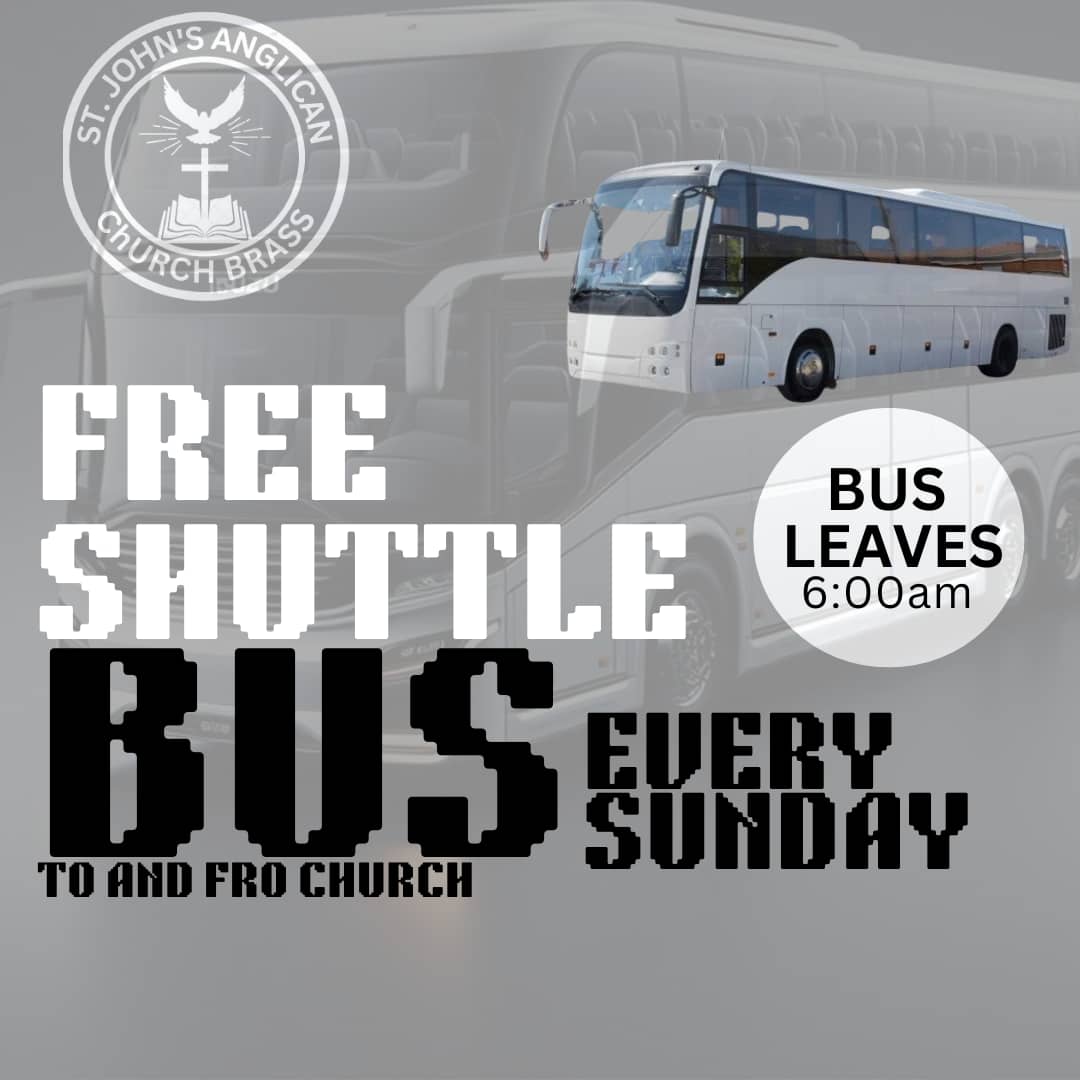 ST. JOHN'S ANGLICAN
ChURCH BRASS
FREE
SHUTTLE
BUS
TO AND FRO CHURCH
EVERY
SUNDAY
BUS
LEAVES
6:00am